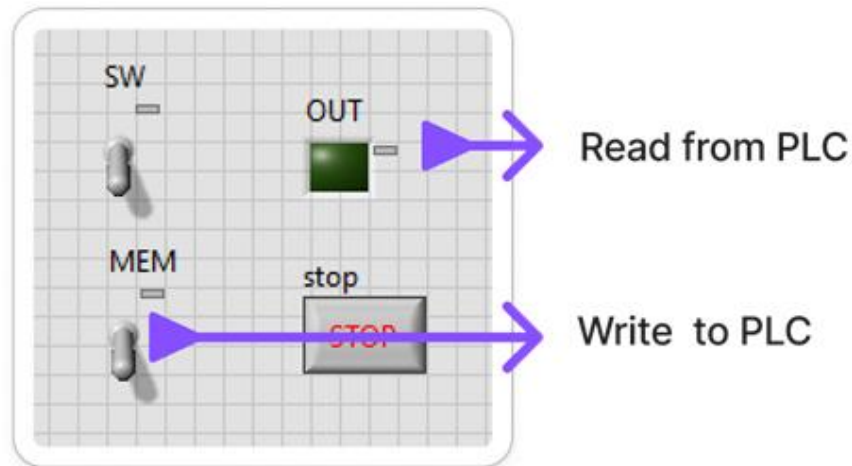 SW
OUT
Read from PLC
MEM
stop
STOP
Write to PLC